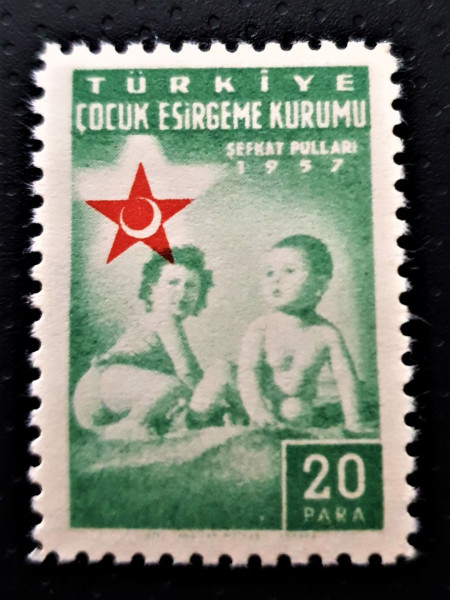 TÜRKİYE
ÇOCUK ESİRGEME KURUMU
ŞEFKAT PULLARI
1957
20
PARA